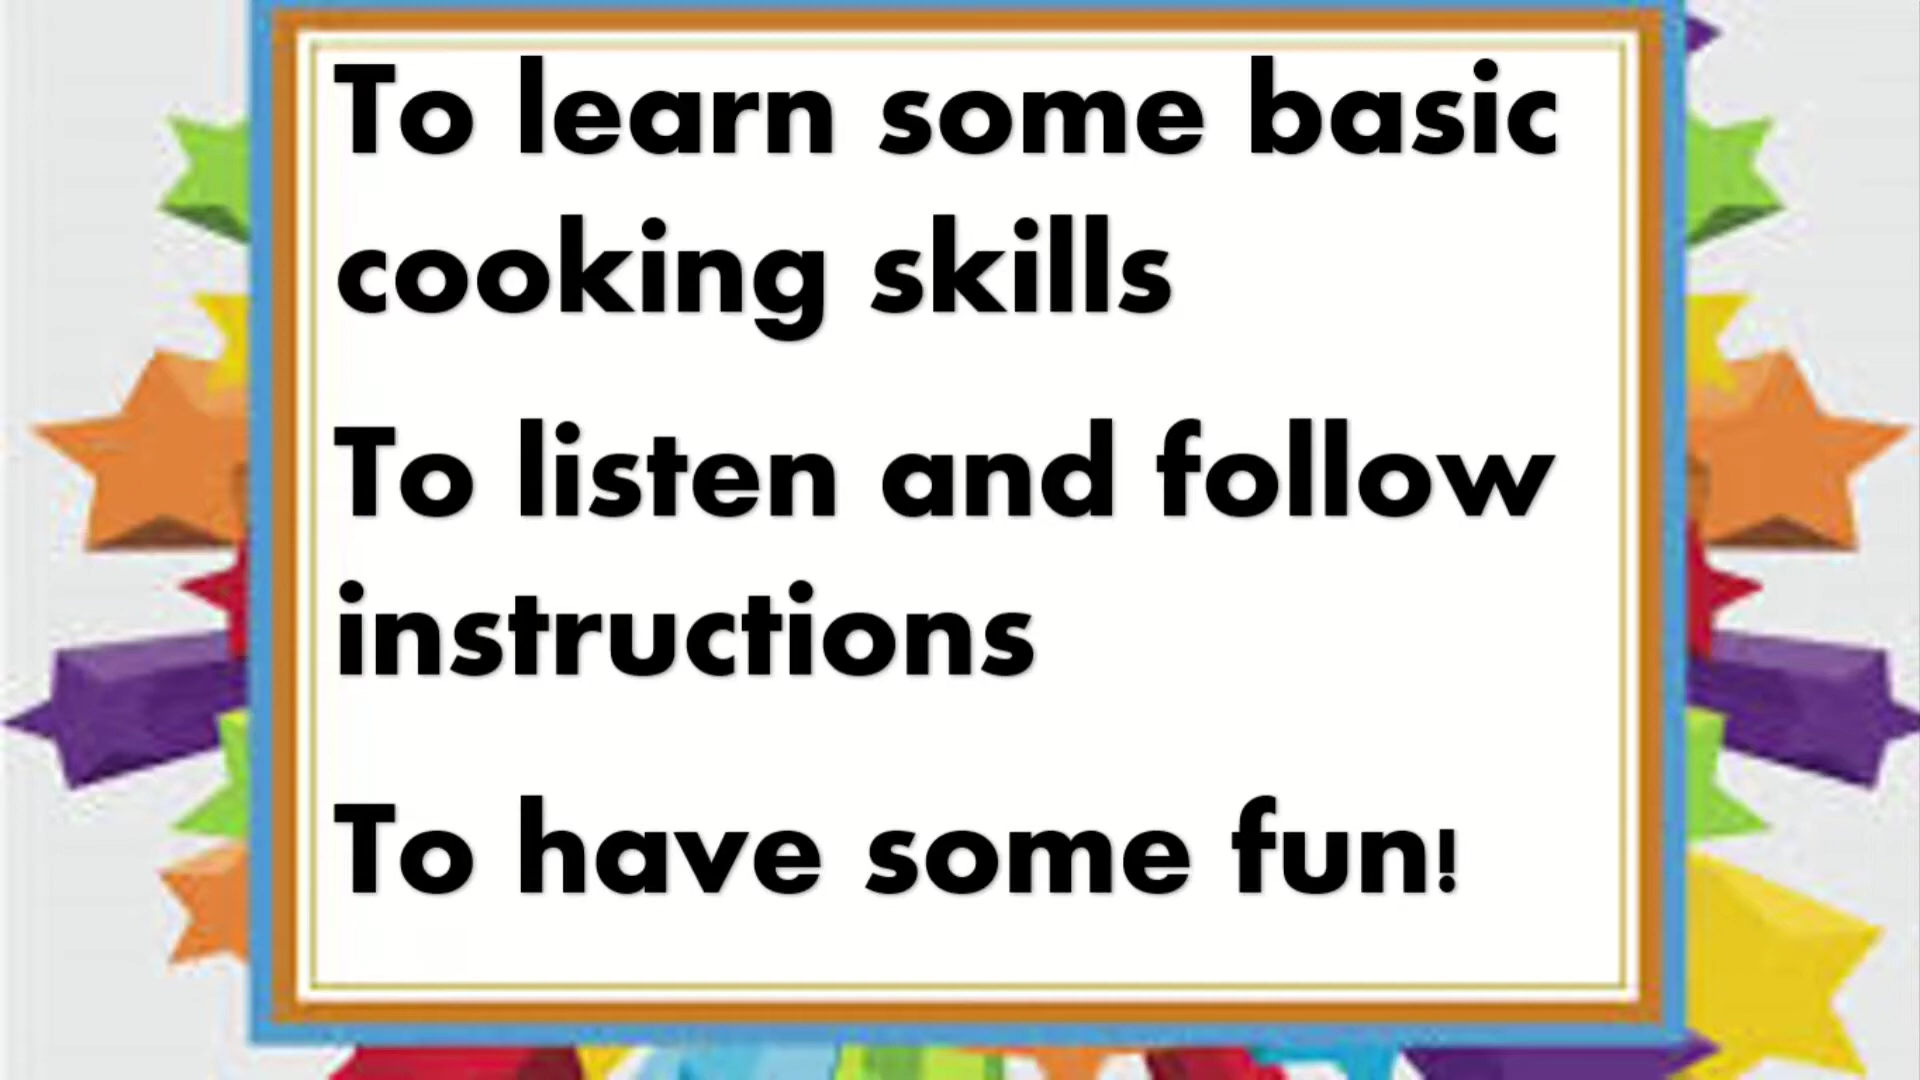 To learn some basic
cooking skills
To listen and follow
instructions
To have some fun!